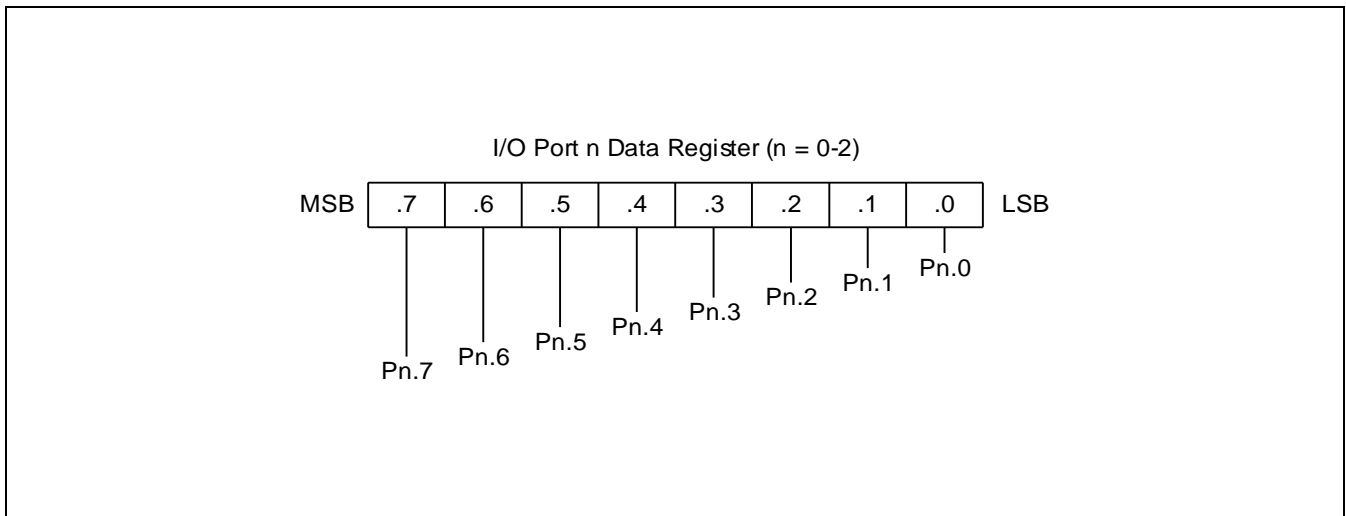 I/O Port n Data Register (n = 0-2)
MSB .7 .6 .5 .4 .3 .2 .1 .0 LSB
Pn.0
Pn.1
Pn.2
Pn.3
Pn.4
Pn.5
Pn.6
Pn.7